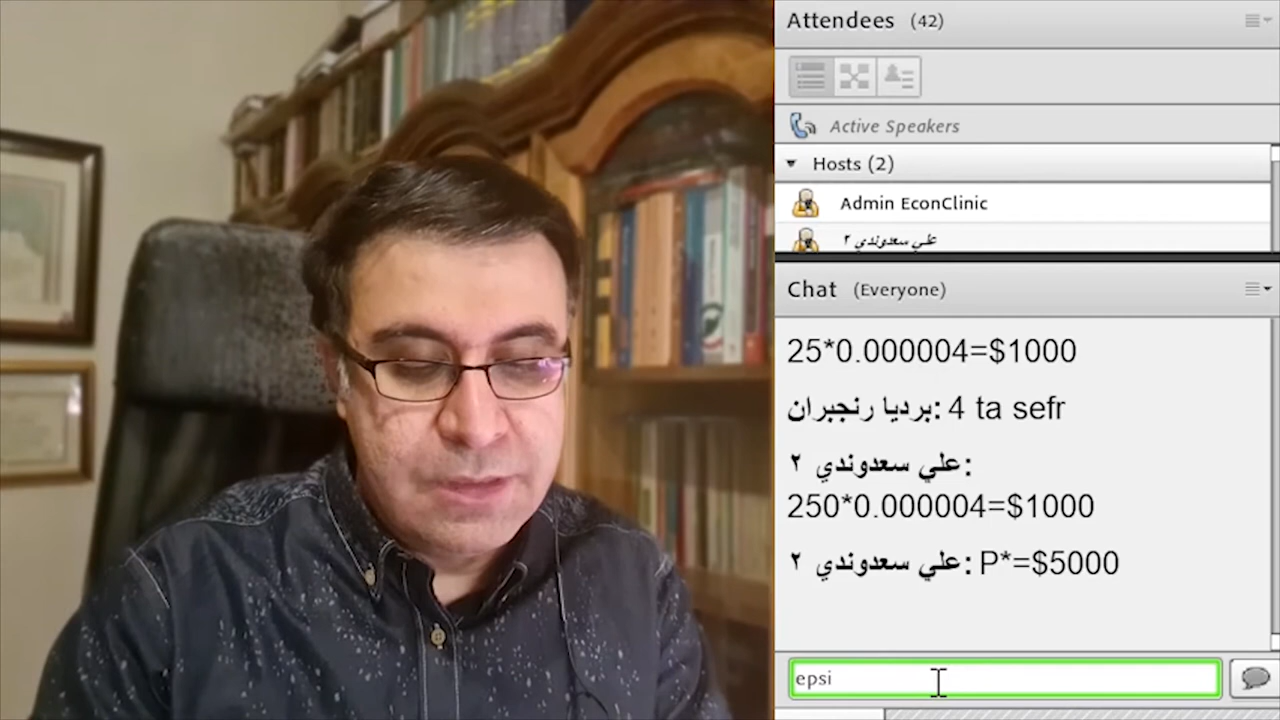 Attendees (42)
Active Speakers
Hosts (2)
Admin EconClinic
علي سعدوندي ٢
Chat (Everyone)
25*0.000004=$1000
برديا رنجبران: 4 ta sefr
علي سعدوندي ٢:
250*0.000004=$1000
علي سعدوندي ٢: P*=$5000
epsi